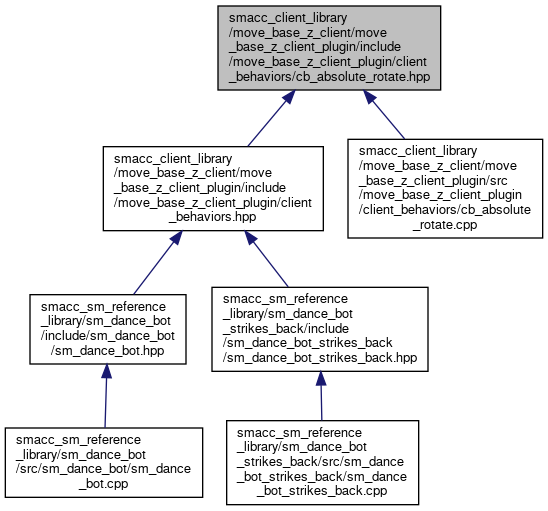 smacc_client_library
/move_base_z_client/move
_base_z_client_plugin/include
/move_base_z_client_plugin/client
_behaviors/cb_absolute_rotate.hpp
smacc_client_library
/move_base_z_client/move
_base_z_client_plugin/include
/move_base_z_client_plugin/client
_behaviors.hpp
smacc_client_library
/move_base_z_client/move
_base_z_client_plugin/src
/move_base_z_client_plugin
/client_behaviors/cb_absolute
_rotate.cpp
smacc_sm_reference
_library/sm_dance_bot
/include/sm_dance_bot
/sm_dance_bot.hpp
smacc_sm_reference
_library/sm_dance_bot
_strikes_back/include
/sm_dance_bot_strikes_back
/sm_dance_bot_strikes_back.hpp
smacc_sm_reference
_library/sm_dance_bot
/src/sm_dance_bot/sm_dance
_bot.cpp
smacc_sm_reference
_library/sm_dance_bot
_strikes_back/src/sm_dance
_bot_strikes_back/sm_dance
_bot_strikes_back.cpp